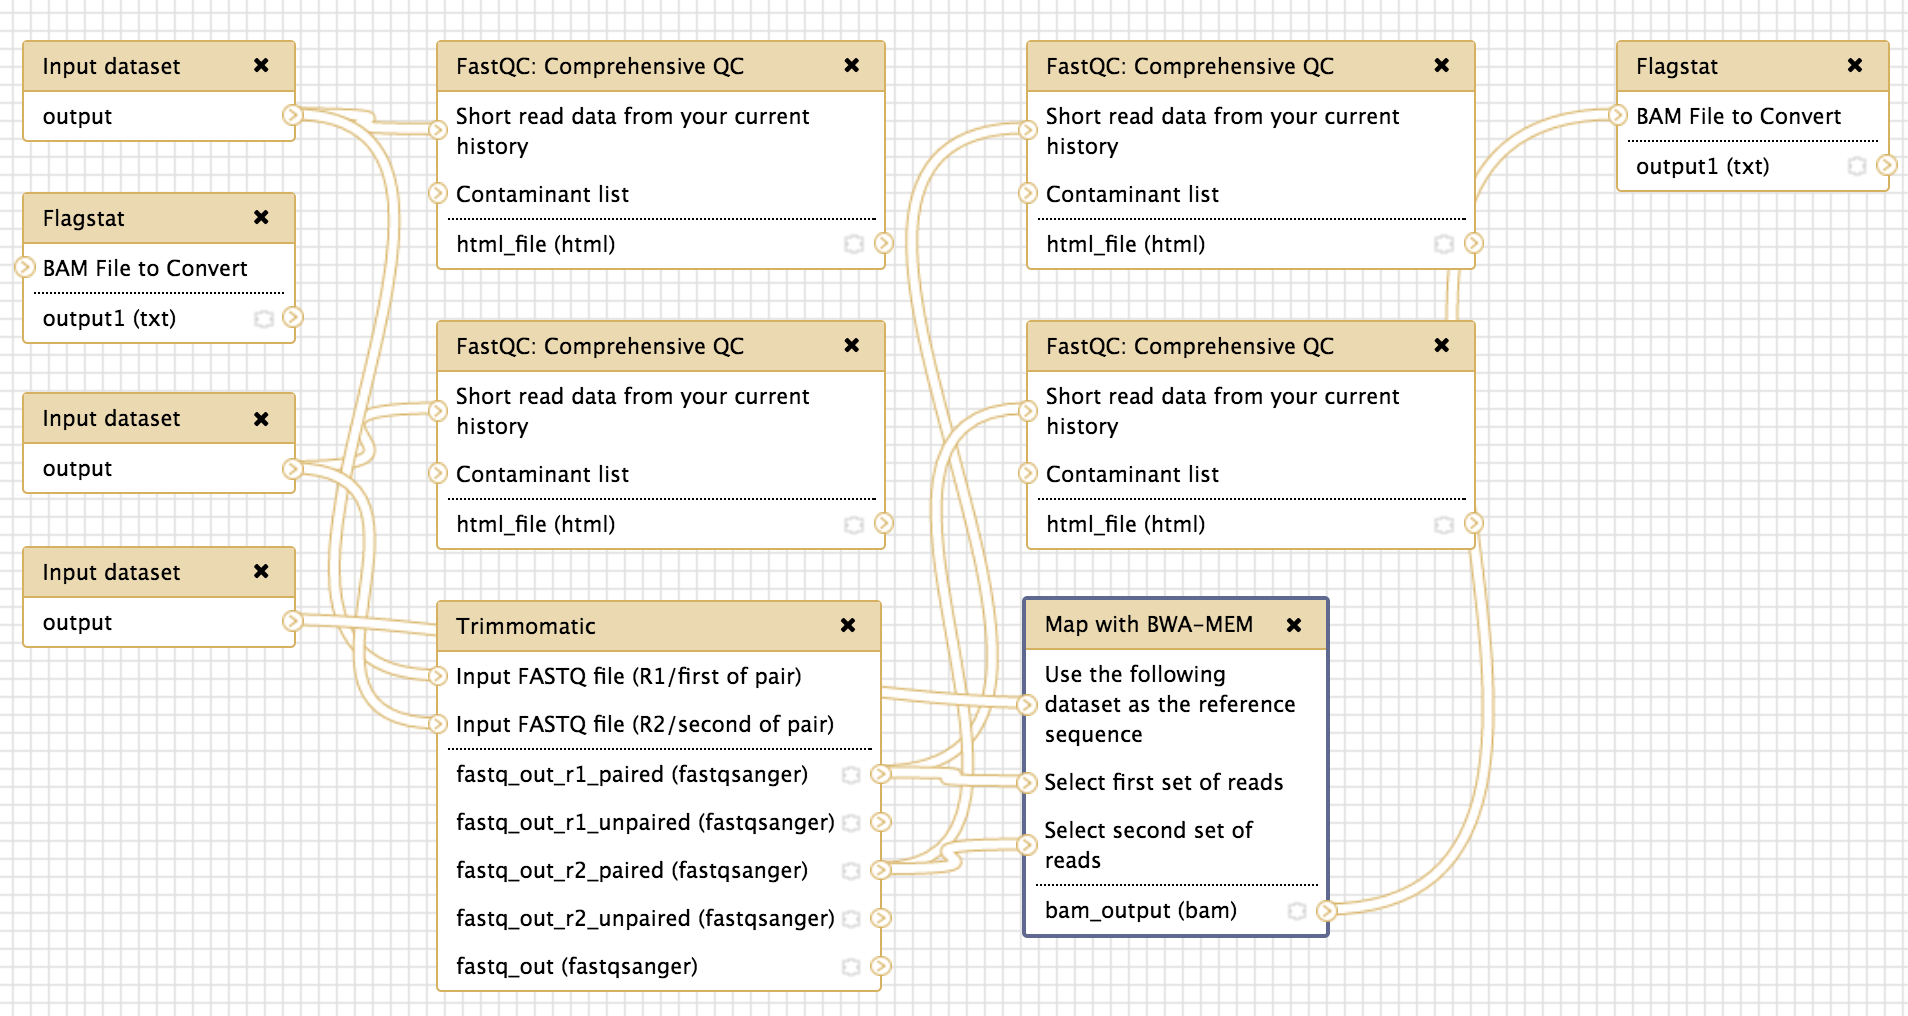 Input dataset
output
Flagstat
BAM File to Convert
output1 (txt)
Input dataset
output
Input dataset
output
FastQC: Comprehensive QC
Short read data from your current
history
Contaminant list
html_file (html)
FastQC: Comprehensive QC
Short read data from your current
history
Contaminant list
html_file (html)
Trimmomatic
Input FASTQ file (R1/first of pair)
Input FASTQ file (R2/second of pair)
fastq_out_r1_paired (fastqsanger)
fastq_out_r1_unpaired (fastqsanger)
fastq_out_r2_paired (fastqsanger)
fastq_out_r2_unpaired (fastqsanger)
fastq_out (fastqsanger)
FastQC: Comprehensive QC
Short read data from your current
history
Contaminant list
html_file (html)
FastQC: Comprehensive QC
Short read data from your current
history
Contaminant list
html_file (html)
Map with BWA-MEM
Use the following
dataset as the reference
sequence
Select first set of reads
Select second set of
reads
bam_output (bam)
Flagstat
BAM File to Convert
output1 (txt)